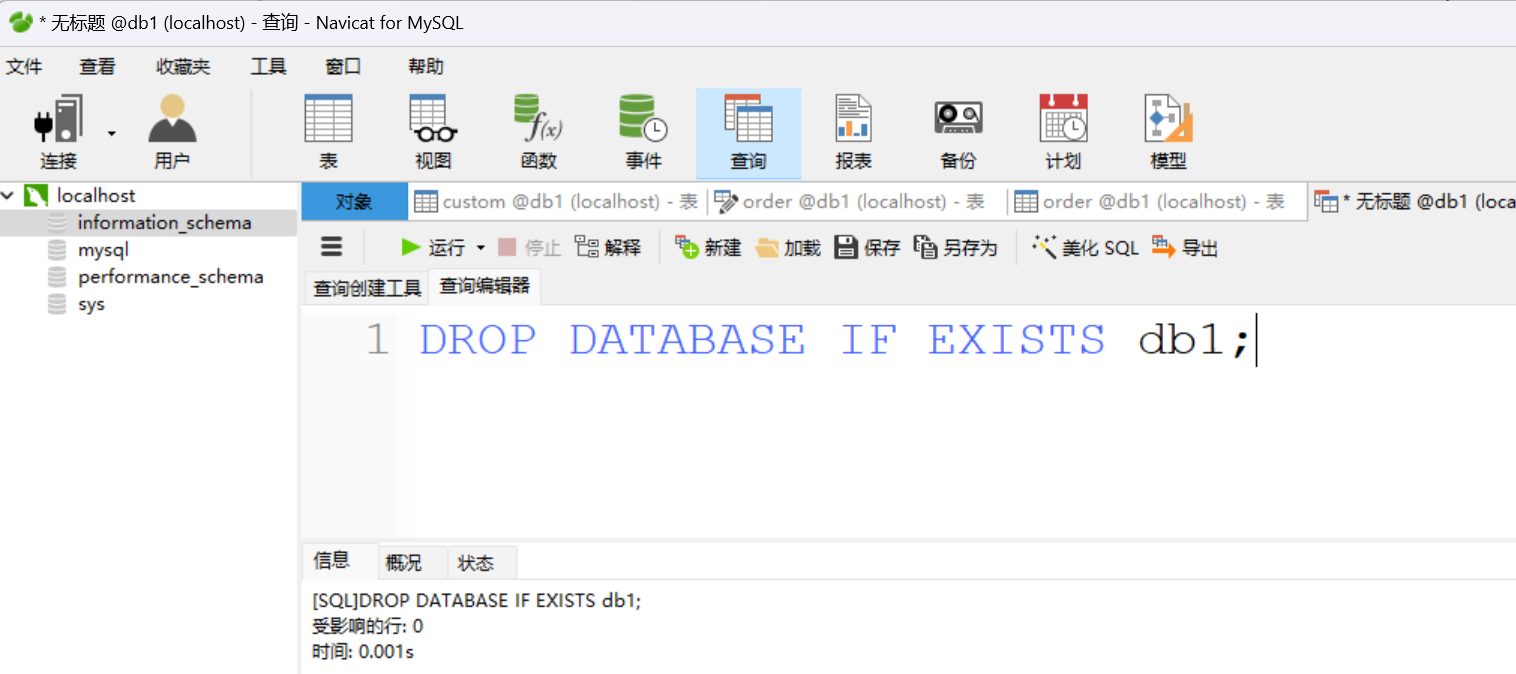 * 无标题 @db1 (localhost) - 查询 - Navicat for MySQL
文件 查看 收藏夹 工具 窗口 帮助
f(x)
连接 用户 表 视图 函数 事件 查询 报表 备份 计划 模型
localhost
information_schema
mysql
performance_schema
sys
对象 custom @db1 (localhost) - 表 order @db1 (localhost) - 表 order @db1 (localhost) - 表 * 无标题 @db1 (loca
运行 停止 解释 新建 加载 保存 另存为 美化 SQL 导出
查询创建工具 查询编辑器
1 DROP DATABASE IF EXISTS db1;
信息 概况 状态
[SQL]DROP DATABASE IF EXISTS db1;
受影响的行: 0
时间: 0.001s